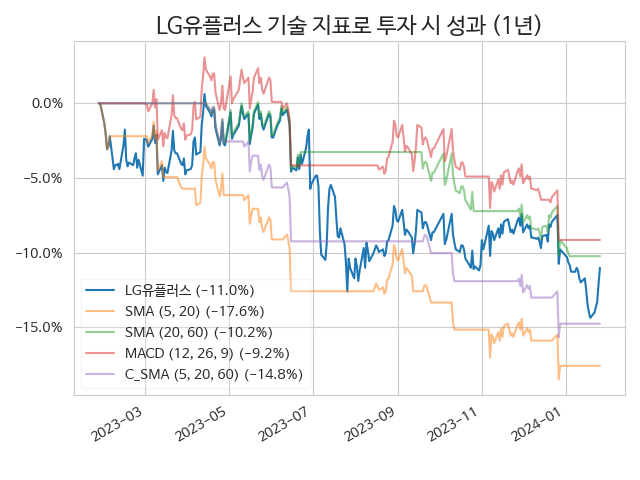 LG유플러스 기술 지표로 투자 시 성과 (1년)
0.0%
−5.0%
−10.0%
−15.0%
LG유플러스 (−11.0%)
SMA (5, 20) (−17.6%)
SMA (20, 60) (−10.2%)
MACD (12, 26, 9) (−9.2%)
C_SMA (5, 20, 60) (−14.8%)
2023−03
2023−05
2023−07
2023−09
2023−11
2024−01